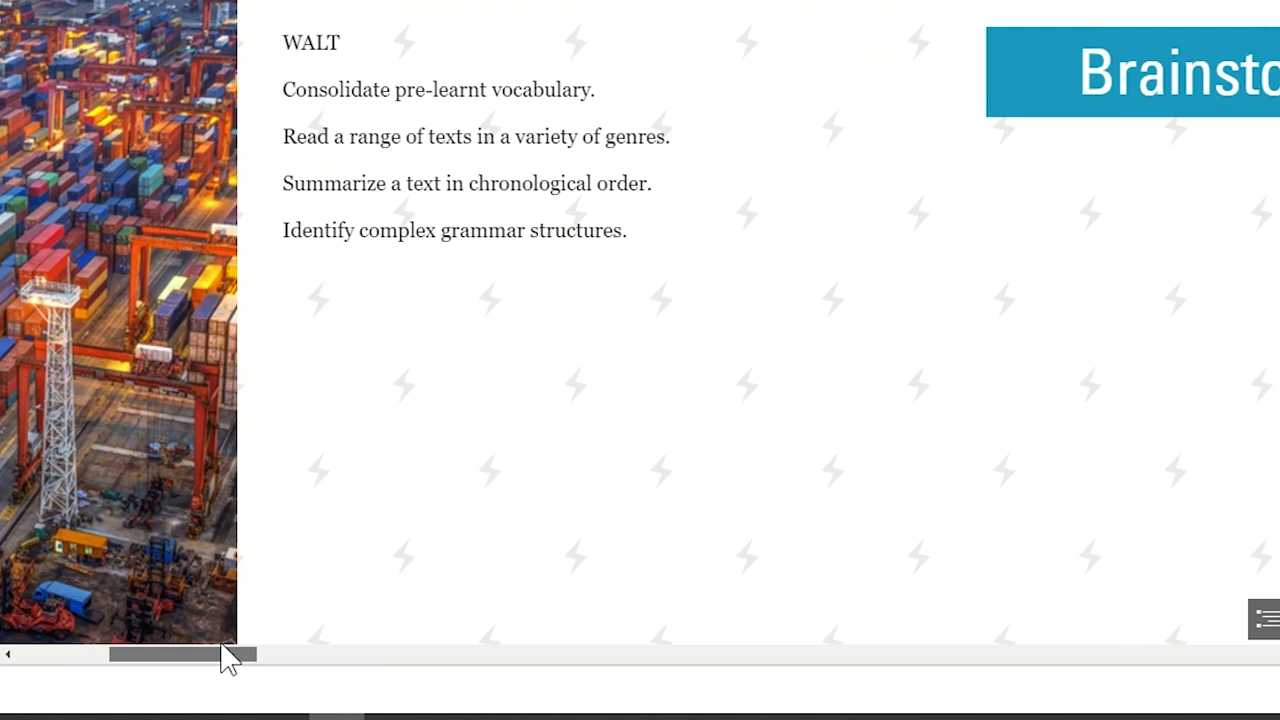 WALT
Consolidate pre-learnt vocabulary.
Read a range of texts in a variety of genres.
Summarize a text in chronological order.
Identify complex grammar structures.
Brainsto